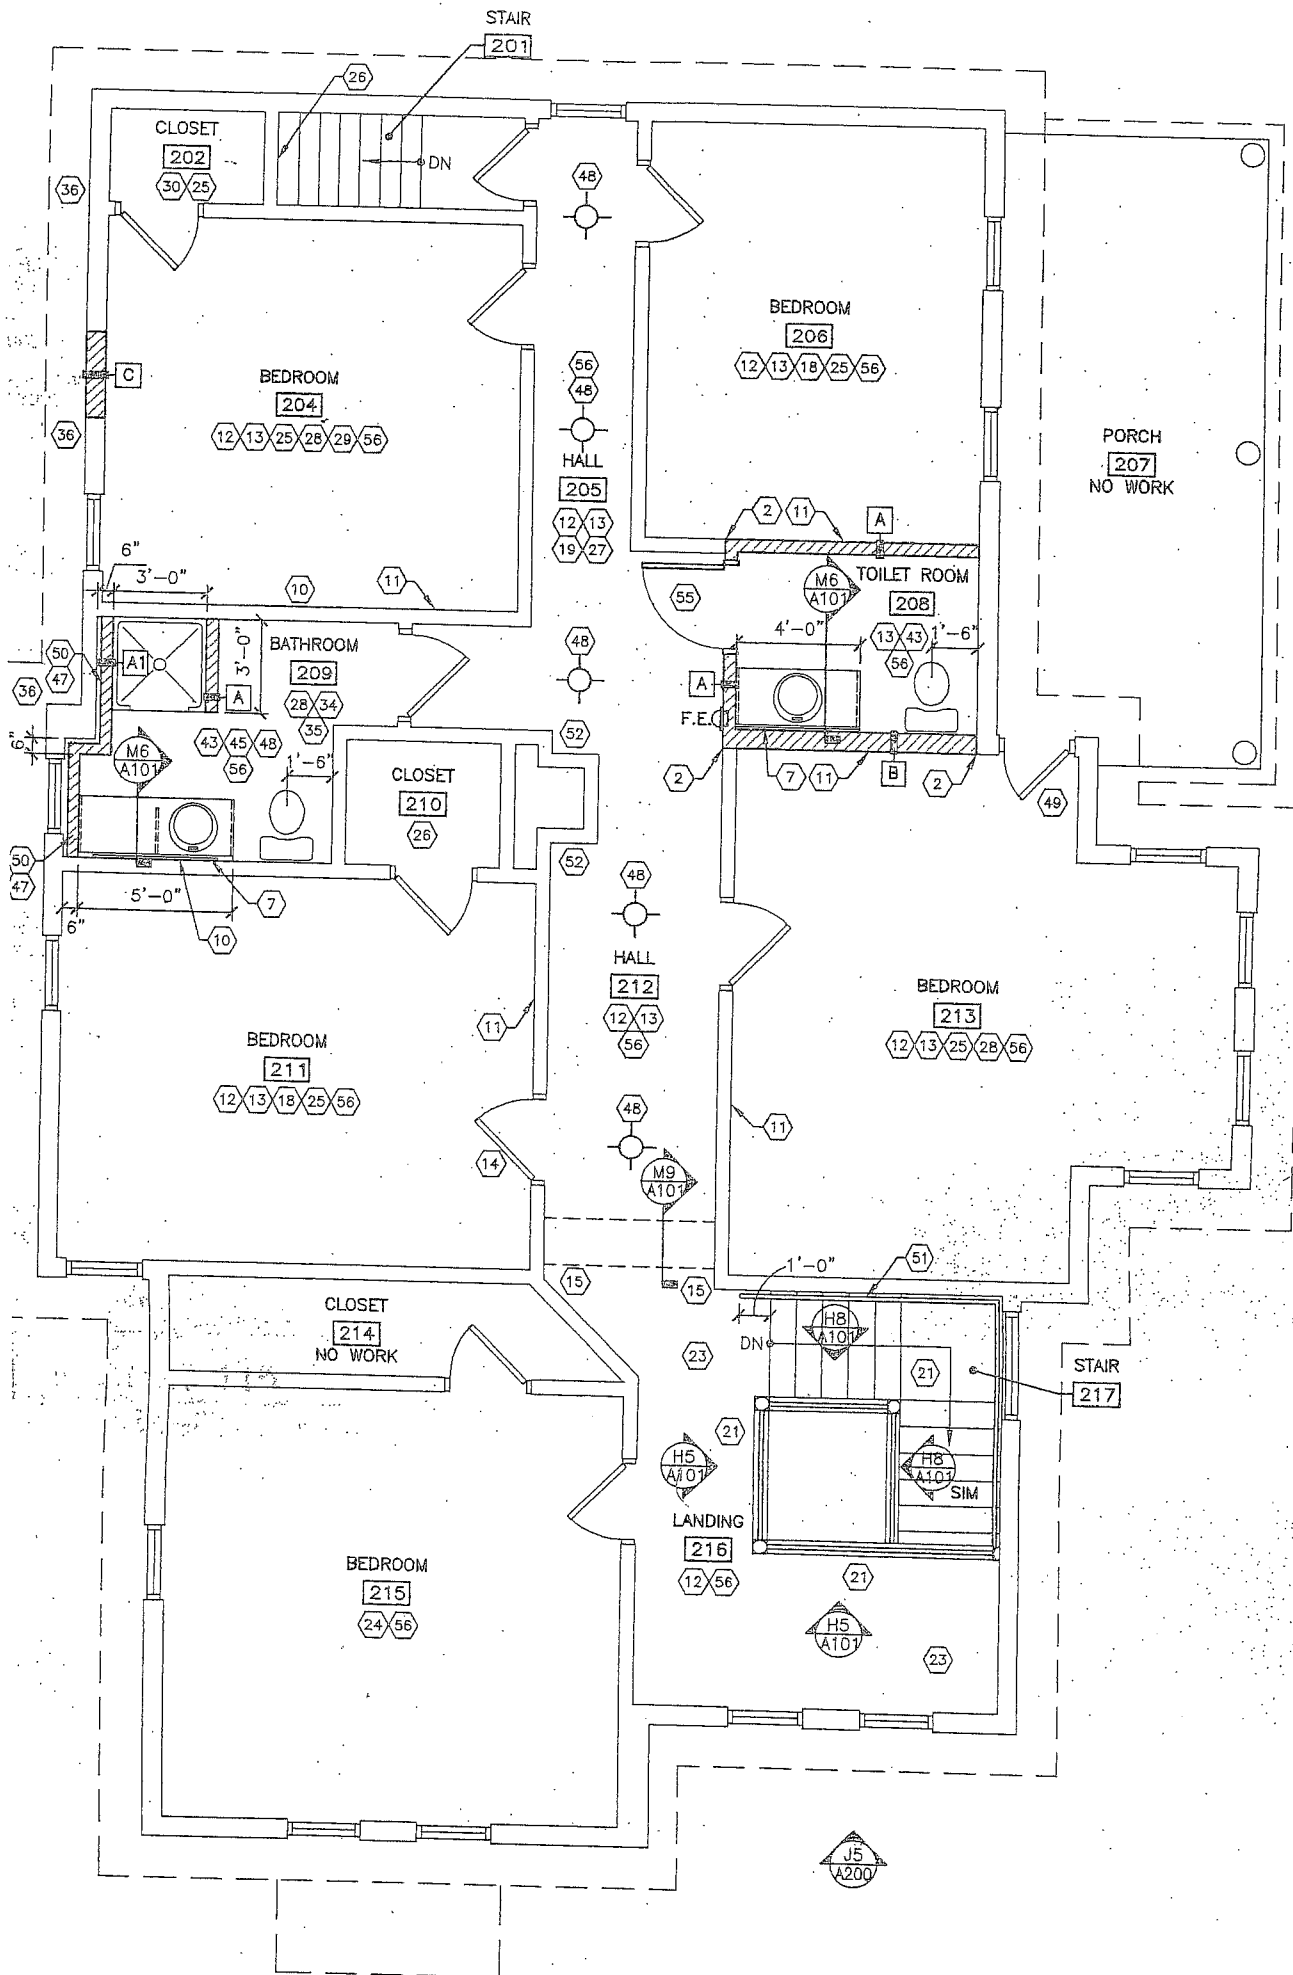 STAIR
201
26
CLOSET
202
30 25
DN
36
48
BEDROOM
206
12 13 18 25 56
C
BEDROOM
204
12 13 25 28 29 56
56
48
36
HALL
205
12 13
19 27
PORCH
207
NO WORK
2 11
A
6"
3'-0"
10
11
55
M6
A101
TOILET ROOM
208
13 43
56
1'-6"
4'-0"
50
47
A1
BATHROOM
209
28 34
35
3'-0"
A
48
A
F.E.
36
6"
43 45 48
56
M6
A101
1'-6"
52
CLOSET
210
26
2
7 11
B
2
49
50
47
52
5'-0"
6"
7
10
48
HALL
212
12 13
56
11
BEDROOM
211
12 13 18 25 56
BEDROOM
213
12 13 25 28 56
48
11
14
M9
A101
15
15
1'-0"
51
CLOSET
214
NO WORK
H8
A101
DN
23
21
STAIR
217
21
H5
A101
H8
A101
SIM
LANDING
216
12 56
21
BEDROOM
215
24 56
H5
A101
23
J5
A200